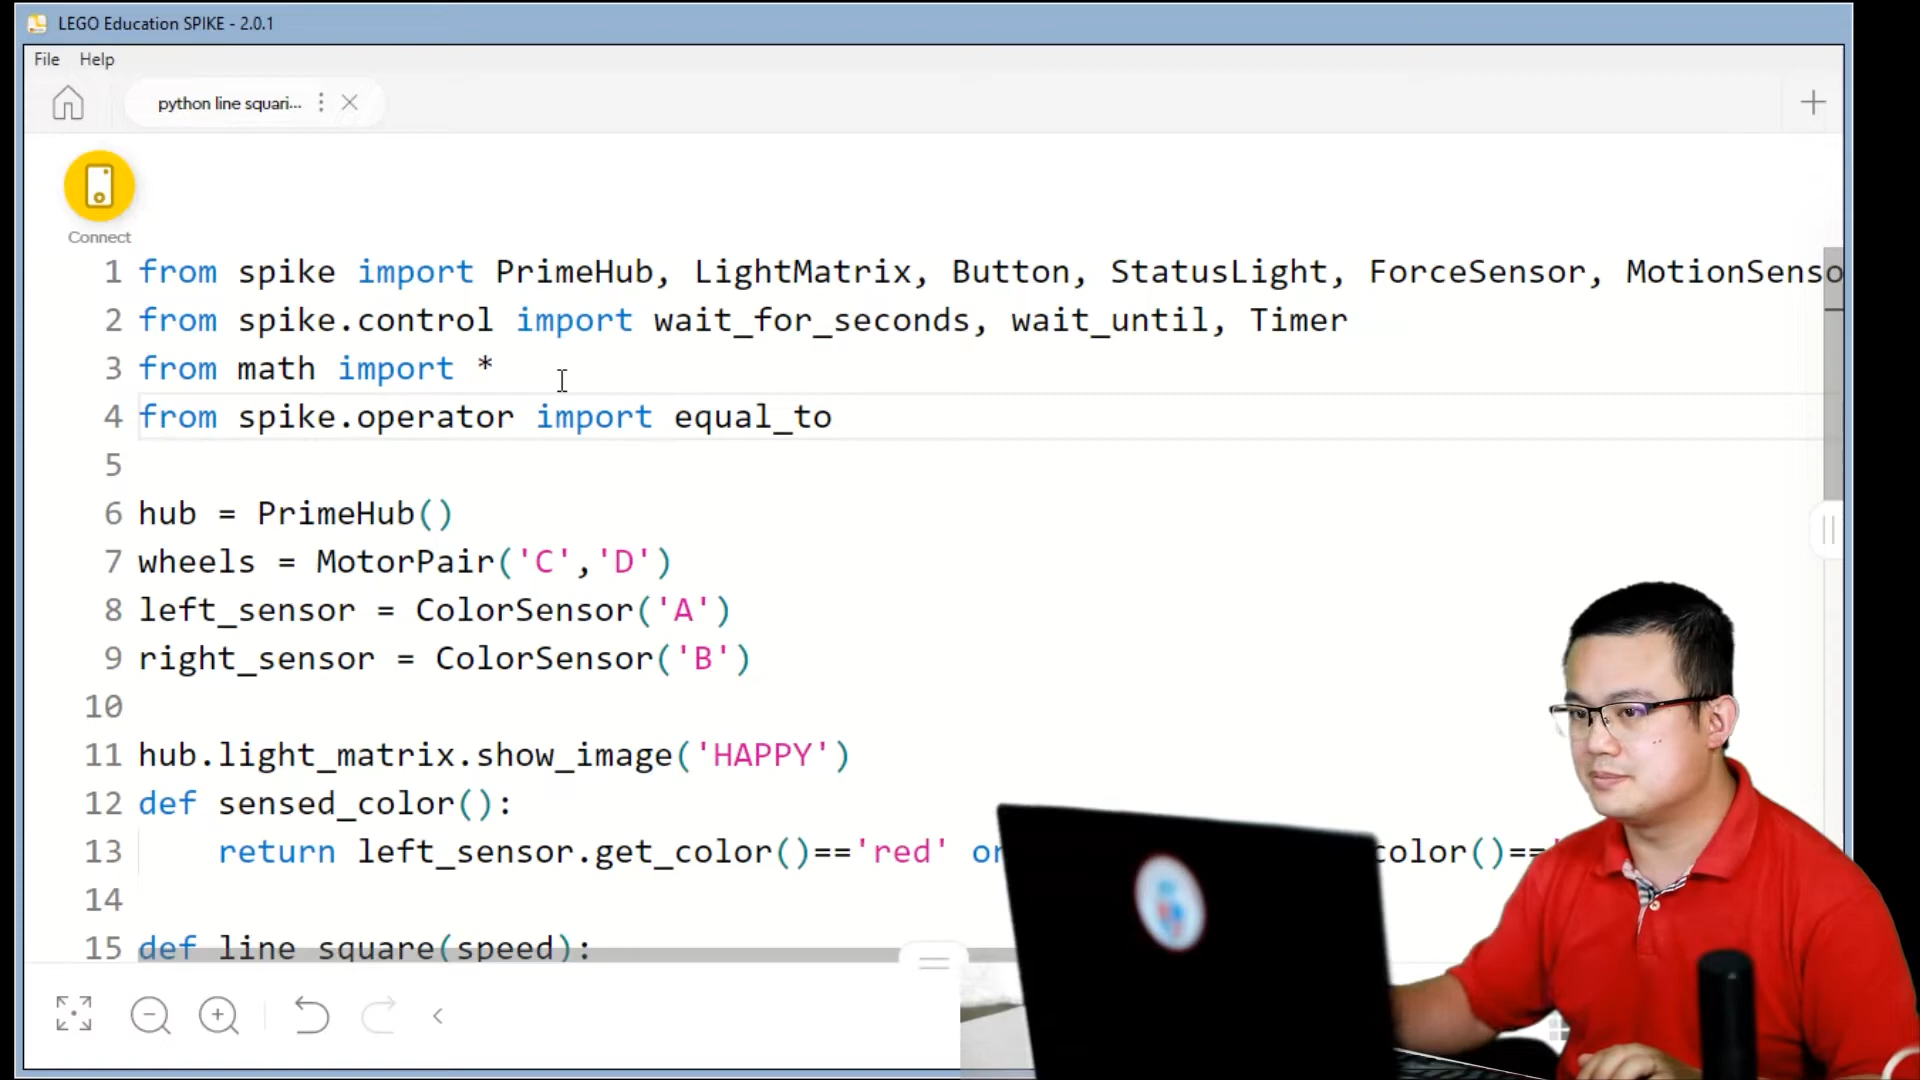 LEGO Education SPIKE - 2.0.1
File Help
python line squari...
Connect
1 from spike import PrimeHub, LightMatrix, Button, StatusLight, ForceSensor, MotionSenso
2 from spike.control import wait_for_seconds, wait_until, Timer
3 from math import *
4 from spike.operator import equal_to
5
6 hub = PrimeHub()
7 wheels = MotorPair('C','D')
8 left_sensor = ColorSensor('A')
9 right_sensor = ColorSensor('B')
10
11 hub.light_matrix.show_image('HAPPY')
12 def sensed_color():
13 return left_sensor.get_color()=='red' or color()=='
14
15 def line_square(speed):